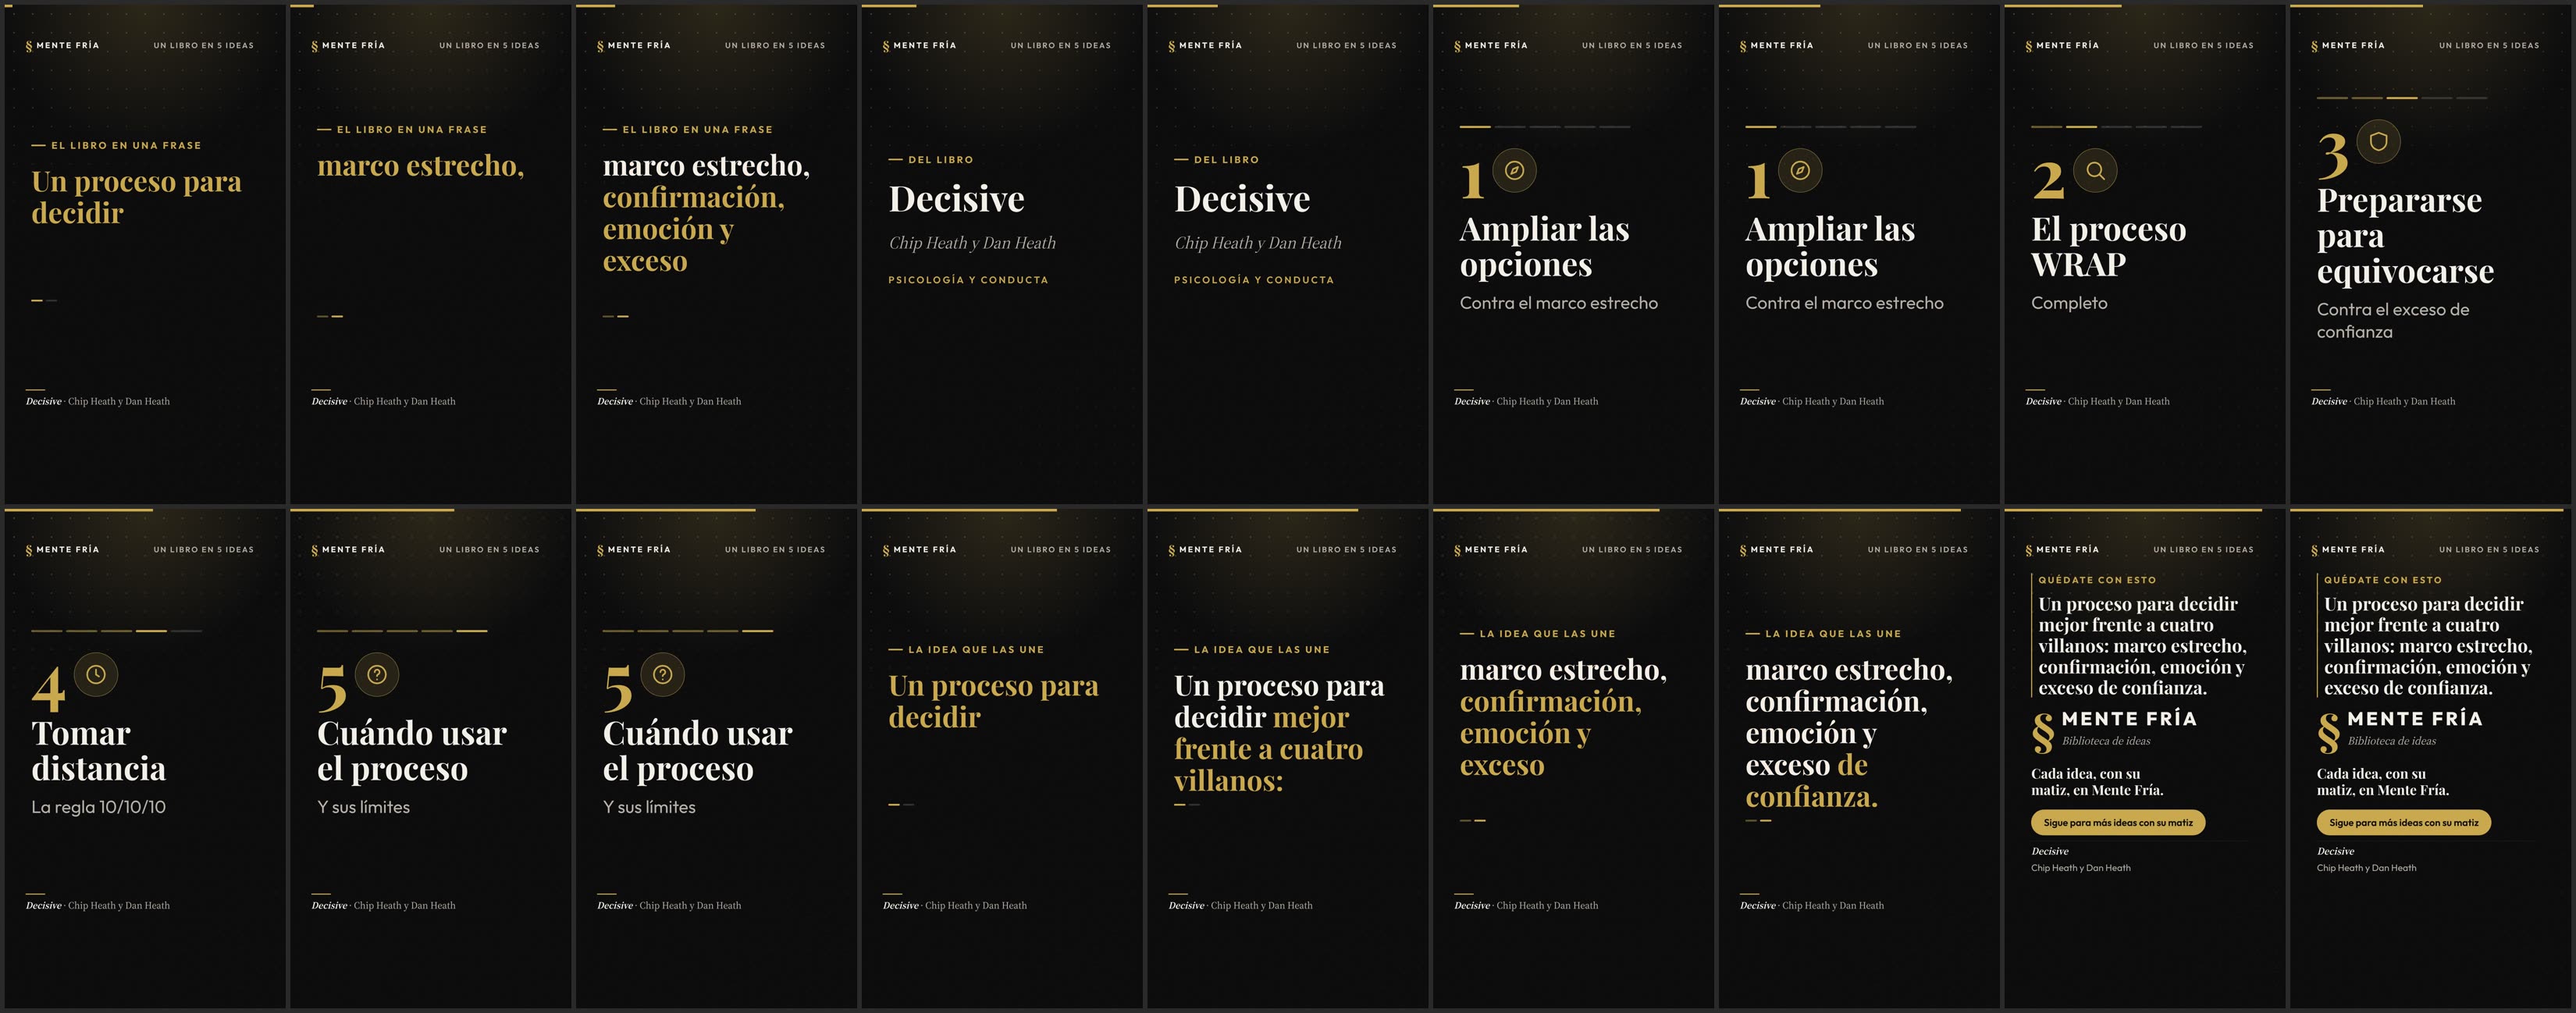 § MENTE FRÍA UN LIBRO EN 5 IDEAS
EL LIBRO EN UNA FRASE
Un proceso para
decidir
Decisive · Chip Heath y Dan Heath
§ MENTE FRÍA UN LIBRO EN 5 IDEAS
EL LIBRO EN UNA FRASE
marco estrecho,
Decisive · Chip Heath y Dan Heath
§ MENTE FRÍA UN LIBRO EN 5 IDEAS
EL LIBRO EN UNA FRASE
marco estrecho,
confirmación,
emoción y
exceso
Decisive · Chip Heath y Dan Heath
§ MENTE FRÍA UN LIBRO EN 5 IDEAS
DEL LIBRO
Decisive
Chip Heath y Dan Heath
PSICOLOGÍA Y CONDUCTA
§ MENTE FRÍA UN LIBRO EN 5 IDEAS
DEL LIBRO
Decisive
Chip Heath y Dan Heath
PSICOLOGÍA Y CONDUCTA
§ MENTE FRÍA UN LIBRO EN 5 IDEAS
1
Ampliar las
opciones
Contra el marco estrecho
Decisive · Chip Heath y Dan Heath
§ MENTE FRÍA UN LIBRO EN 5 IDEAS
1
Ampliar las
opciones
Contra el marco estrecho
Decisive · Chip Heath y Dan Heath
§ MENTE FRÍA UN LIBRO EN 5 IDEAS
2
El proceso
WRAP
Completo
Decisive · Chip Heath y Dan Heath
§ MENTE FRÍA UN LIBRO EN 5 IDEAS
3
Prepararse
para
equivocarse
Contra el exceso de
confianza
Decisive · Chip Heath y Dan Heath
§ MENTE FRÍA UN LIBRO EN 5 IDEAS
4
Tomar
distancia
La regla 10/10/10
Decisive · Chip Heath y Dan Heath
§ MENTE FRÍA UN LIBRO EN 5 IDEAS
5
?
Cuándo usar
el proceso
Y sus límites
Decisive · Chip Heath y Dan Heath
§ MENTE FRÍA UN LIBRO EN 5 IDEAS
5
?
Cuándo usar
el proceso
Y sus límites
Decisive · Chip Heath y Dan Heath
§ MENTE FRÍA UN LIBRO EN 5 IDEAS
LA IDEA QUE LAS UNE
Un proceso para
decidir
Decisive · Chip Heath y Dan Heath
§ MENTE FRÍA UN LIBRO EN 5 IDEAS
LA IDEA QUE LAS UNE
Un proceso para
decidir mejor
frente a cuatro
villanos:
Decisive · Chip Heath y Dan Heath
§ MENTE FRÍA UN LIBRO EN 5 IDEAS
LA IDEA QUE LAS UNE
marco estrecho,
confirmación,
emoción y
exceso
Decisive · Chip Heath y Dan Heath
§ MENTE FRÍA UN LIBRO EN 5 IDEAS
LA IDEA QUE LAS UNE
marco estrecho,
confirmación,
emoción y
exceso de
confianza.
Decisive · Chip Heath y Dan Heath
§ MENTE FRÍA UN LIBRO EN 5 IDEAS
QUÉDATE CON ESTO
Un proceso para decidir
mejor frente a cuatro
villanos: marco estrecho,
confirmación, emoción y
exceso de confianza.
§ MENTE FRÍA
Biblioteca de ideas
Cada idea, con su
matiz, en Mente Fría.
Sigue para más ideas con su matiz
Decisive
Chip Heath y Dan Heath
§ MENTE FRÍA UN LIBRO EN 5 IDEAS
QUÉDATE CON ESTO
Un proceso para decidir
mejor frente a cuatro
villanos: marco estrecho,
confirmación, emoción y
exceso de confianza.
§ MENTE FRÍA
Biblioteca de ideas
Cada idea, con su
matiz, en Mente Fría.
Sigue para más ideas con su matiz
Decisive
Chip Heath y Dan Heath